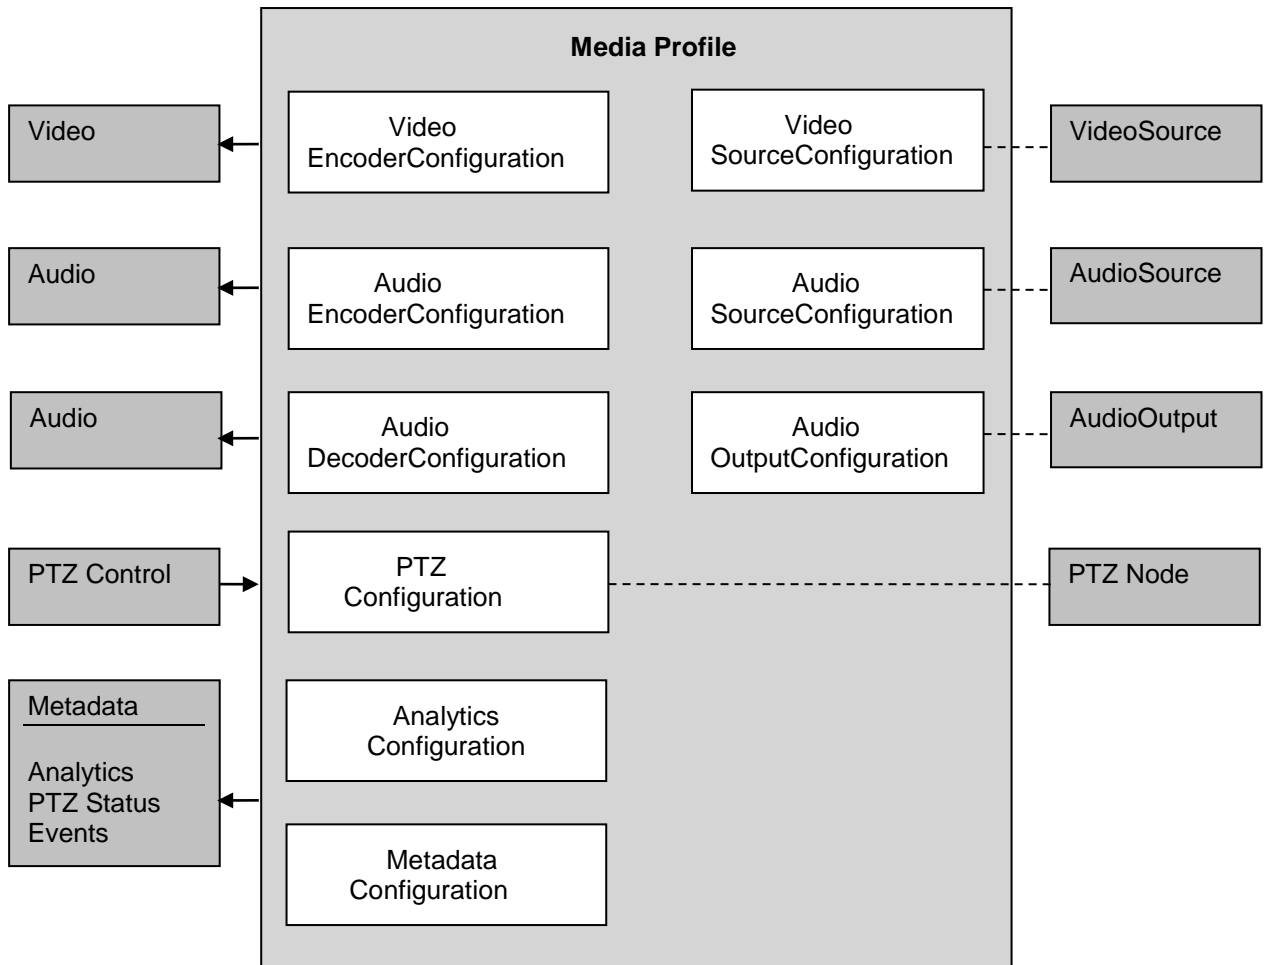 Media Profile
Video
Video
EncoderConfiguration
Video
SourceConfiguration
VideoSource
Audio
Audio
EncoderConfiguration
Audio
SourceConfiguration
AudioSource
Audio
Audio
DecoderConfiguration
Audio
OutputConfiguration
AudioOutput
PTZ Control
PTZ
Configuration
PTZ Node
Metadata
Analytics
PTZ Status
Events
Analytics
Configuration
Metadata
Configuration